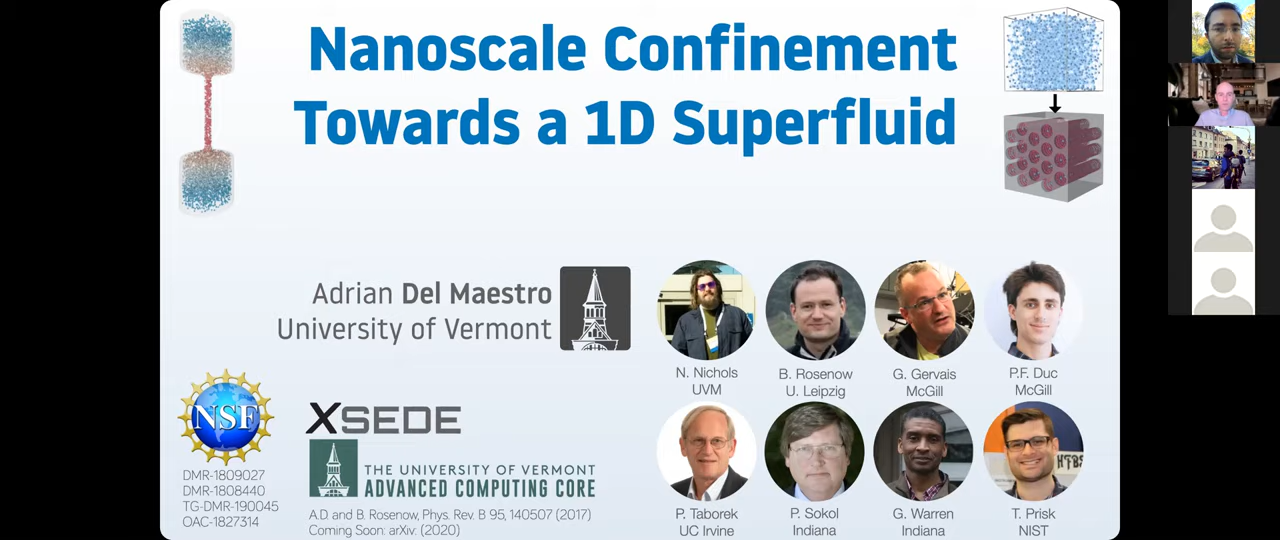 Nanoscale Confinement
Towards a 1D Superfluid
Adrian Del Maestro
University of Vermont
N. Nichols
UVM
B. Rosenow
U. Leipzig
G. Gervais
McGill
P.F. Duc
McGill
NSF
XSEDE
THE UNIVERSITY OF VERMONT
ADVANCED COMPUTING CORE
DMR-1809027
DMR-1808440
TG-DMR-190045
OAC-1827314
A.D. and B. Rosenow, Phys. Rev. B 95, 140507 (2017)
Coming Soon: arXiv: (2020)
P. Taborek
UC Irvine
P. Sokol
Indiana
G. Warren
Indiana
T. Prisk
NIST